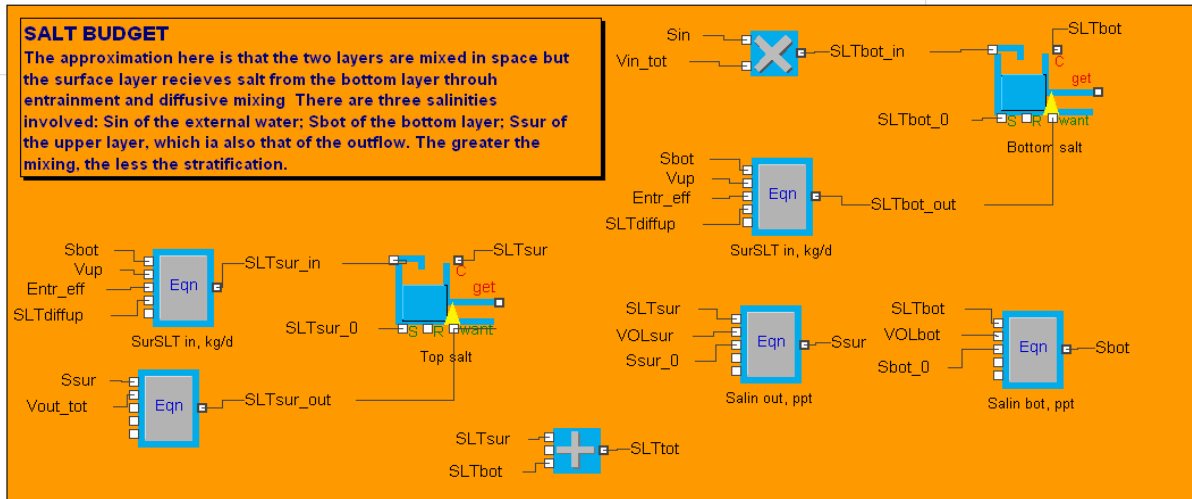 SALT BUDGET
The approximation here is that the two layers are mixed in space but
the surface layer recieves salt from the bottom layer throuh
entrainment and diffusive mixing There are three salinities
involved: Sin of the external water; Sbot of the bottom layer; Ssur of
the upper layer, which ia also that of the outflow. The greater the
mixing, the less the stratification.
Sin
Vin_tot
SLTbot_in
SLTbot
C
get
SLTbot_0
S R want
Bottom salt
Sbot
Vup
Entr_eff
SLTdiffup
Eqn
SLTbot_out
SurSLT in, kg/d
Sbot
Vup
Entr_eff
SLTdiffup
Eqn
SLTsur_in
SurSLT in, kg/d
SLTsur
C
get
SLTsur_0
S R want
Top salt
Ssur
Vout_tot
Eqn
SLTsur_out
SLTsur
VOLsur
Ssur_0
Eqn
Ssur
Salin out, ppt
SLTbot
VOLbot
Sbot_0
Eqn
Sbot
Salin bot, ppt
SLTsur
SLTbot
SLTtot